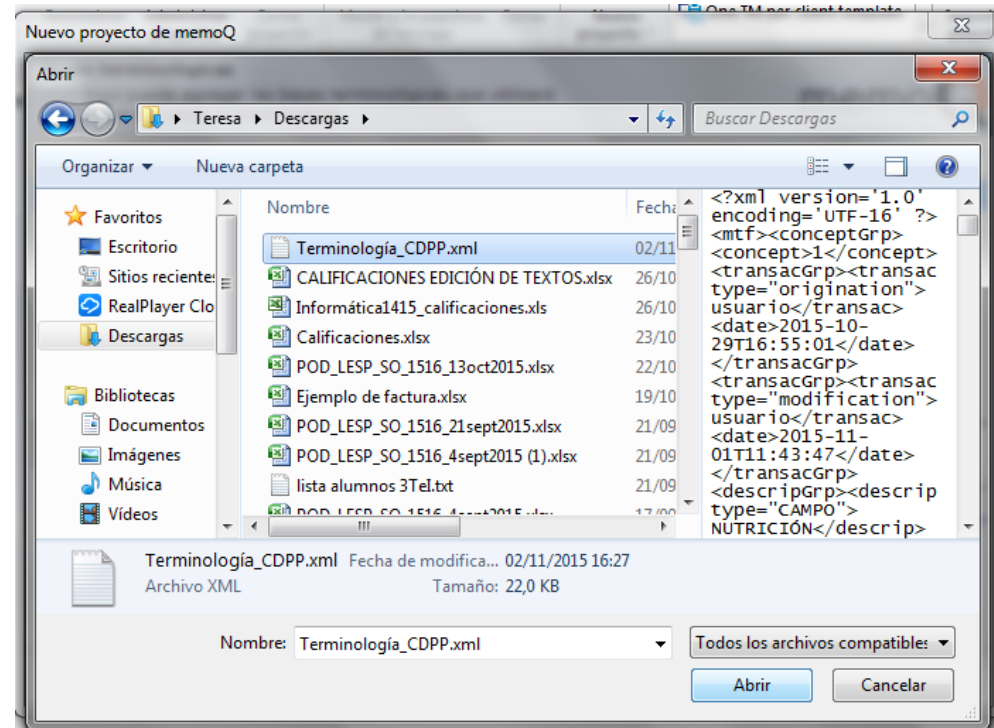 One TM per client template
Nuevo proyecto de memoQ
Abrir
Teresa Descargas
Buscar Descargas
Organizar
Nueva carpeta
Favoritos
Escritorio
Sitios reciente
RealPlayer Clo
Descargas
Bibliotecas
Documentos
Imágenes
Música
Vídeos
Nombre Fecha
Terminología_CDPP.xml 02/11
CALIFICACIONES EDICIÓN DE TEXTOS.xlsx 26/10
Informática1415_calificaciones.xls 26/10
Calificaciones.xlsx 23/10
POD_LESP_SO_1516_13oct2015.xlsx 22/10
Ejemplo de factura.xlsx 19/10
POD_LESP_SO_1516_21sept2015.xlsx 21/09
POD_LESP_SO_1516_4sept2015 (1).xlsx 21/09
lista alumnos 3TeI.txt 21/09
POD_LESP_SO_1516_4sept2015.xlsx 17/09
<?xml version='1.0'
encoding='UTF-16' ?>
<mtf><conceptGrp>
<concept>1</concept>
<transacGrp><transac
type="origination">
usuario</transac>
<date>2015-10-
29T16:55:01</date>
</transacGrp>
<transacGrp><transac
type="modification">
usuario</transac>
<date>2015-11-
01T11:43:47</date>
</transacGrp>
<descripGrp><descrip
type="CAMPO">
NUTRICIÓN</descrip>
Terminología_CDPP.xml Fecha de modifica... 02/11/2015 16:27
Archivo XML Tamaño: 22,0 KB
Nombre: Terminología_CDPP.xml
Todos los archivos compatibles
Abrir Cancelar